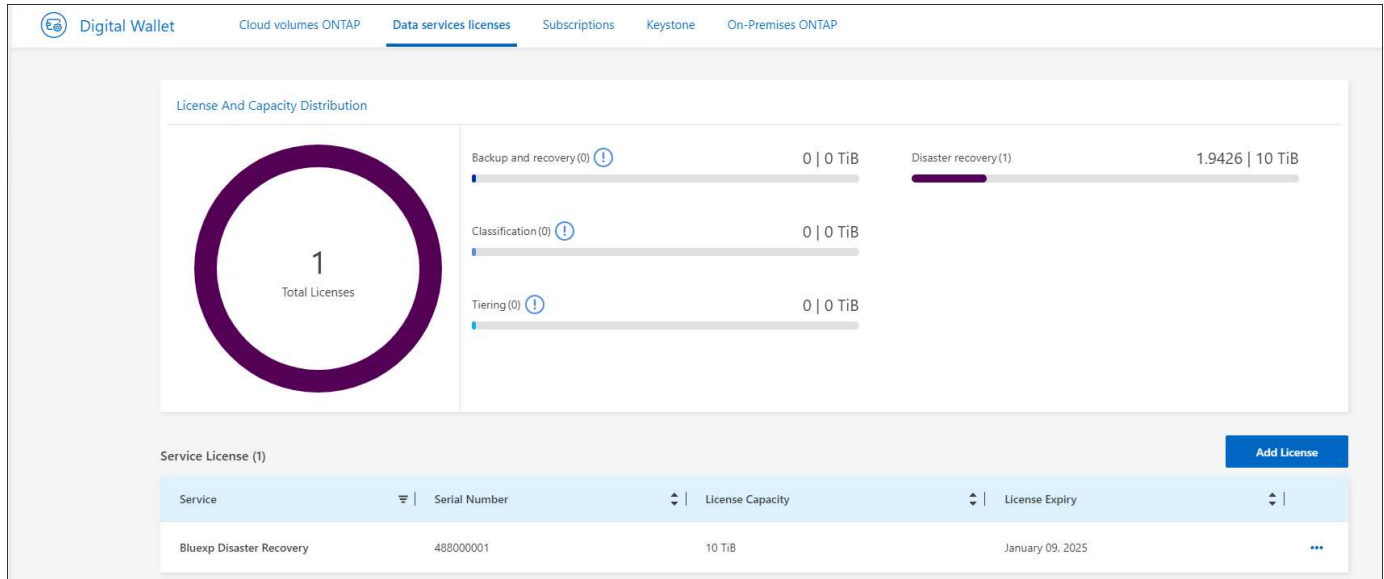 Digital Wallet Cloud volumes ONTAP Data services licenses Subscriptions Keystone On-Premises ONTAP
License And Capacity Distribution
1
Total Licenses
Backup and recovery (0) 0 | 0 TiB
Disaster recovery (1) 1.9426 | 10 TiB
Classification (0) 0 | 0 TiB
Tiering (0) 0 | 0 TiB
Service License (1)
Add License
Service Serial Number License Capacity License Expiry
Bluexp Disaster Recovery 488000001 10 TiB January 09, 2025